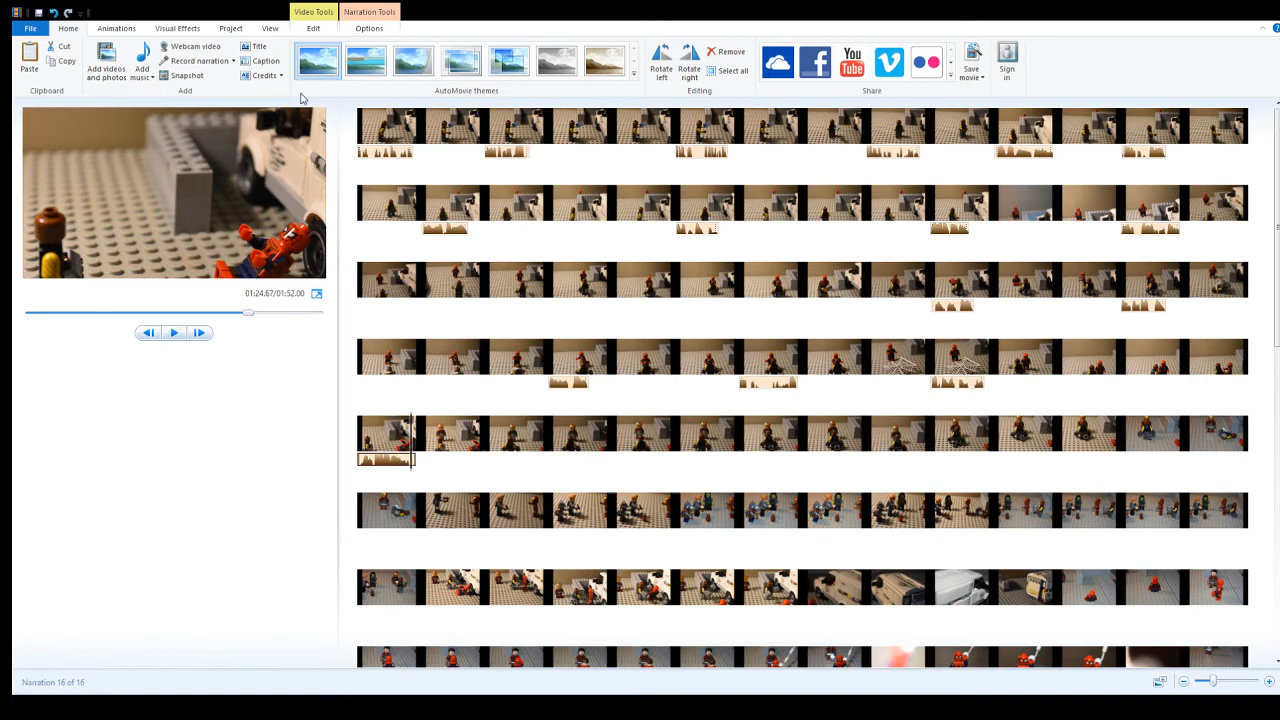 Video Tools Narration Tools
File Home Animations Visual Effects Project View Edit Options
Paste
Cut
Copy
Clipboard
Add videos and photos
Add music
Webcam video
Record narration
Snapshot
Title
Caption
Credits
Add
AutoMovie themes
Rotate left
Rotate right
Remove
Select all
Editing
You Tube
Share
Save movie
Sign in
01:24.67/01:52.00
Narration 16 of 16